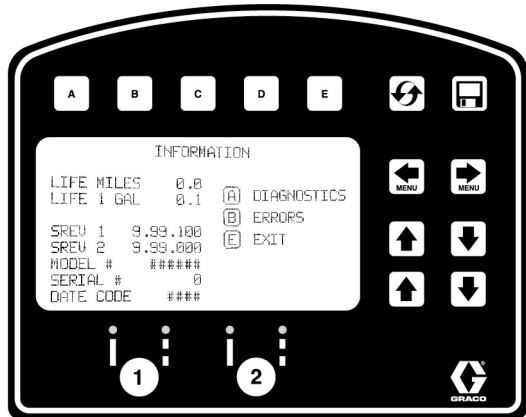 A B C D E
INFORMATION
LIFE MILES 0.0
LIFE 1 GAL 0.1
SREV 1 9.99.100
SREV 2 9.99.000
MODEL # ######
SERIAL # 0
DATE CODE ####
A DIAGNOSTICS
B ERRORS
E EXIT
MENU MENU
1 2
GRACO